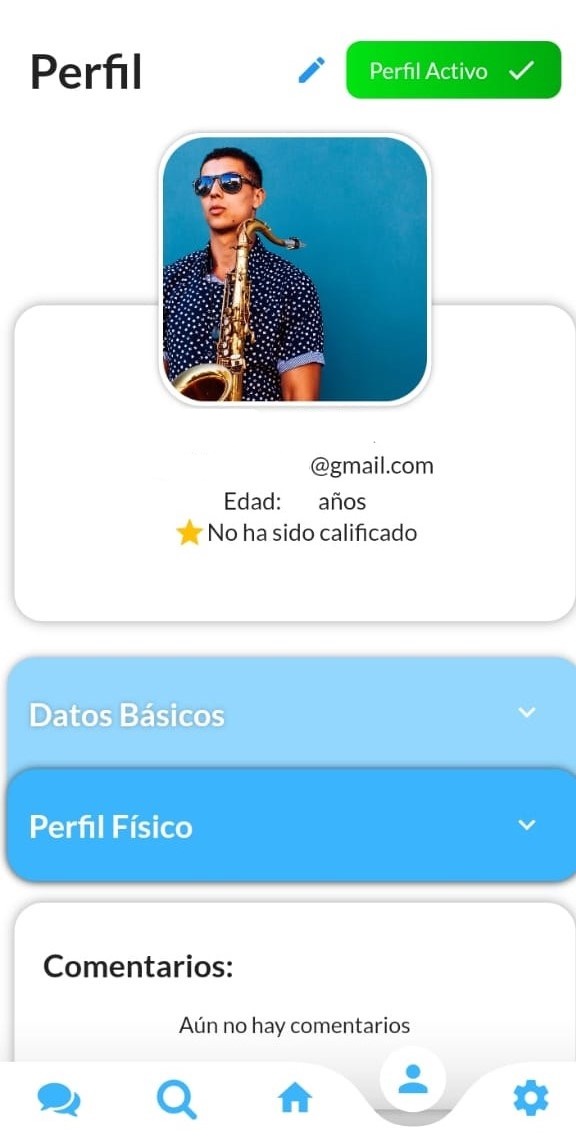 Perfil
Perfil Activo
@gmail.com
Edad: años
No ha sido calificado
Datos Básicos
Perfil Físico
Comentarios:
Aún no hay comentarios